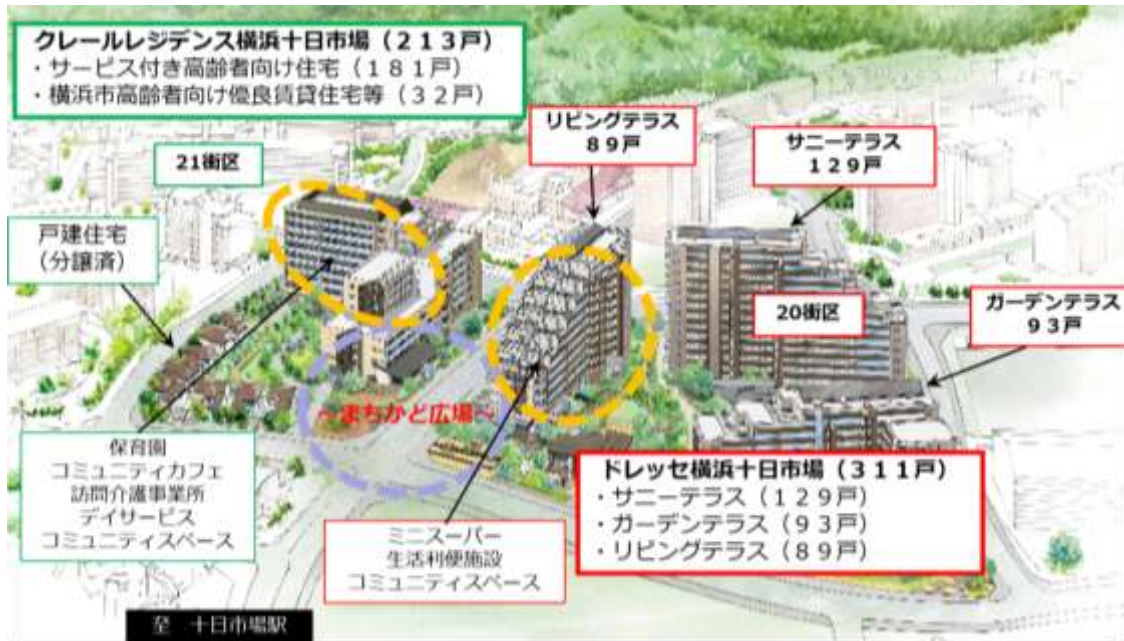 クレールレジデンス横浜十日市場（２１３戸）
・サービス付き高齢者向け住宅（１８１戸）
・横浜市高齢者向け優良賃貸住宅等（３２戸）
リビングテラス
８９戸
サニーテラス
１２９戸
21街区
戸建住宅
（分譲済）
20街区
ガーデンテラス
９３戸
～まちかど広場～
保育園
コミュニティカフェ
訪問介護事業所
デイサービス
コミュニティスペース
ミニスーパー
生活利便施設
コミュニティスペース
ドレッセ横浜十日市場（３１１戸）
・サニーテラス（１２９戸）
・ガーデンテラス（９３戸）
・リビングテラス（８９戸）
至　十日市場駅